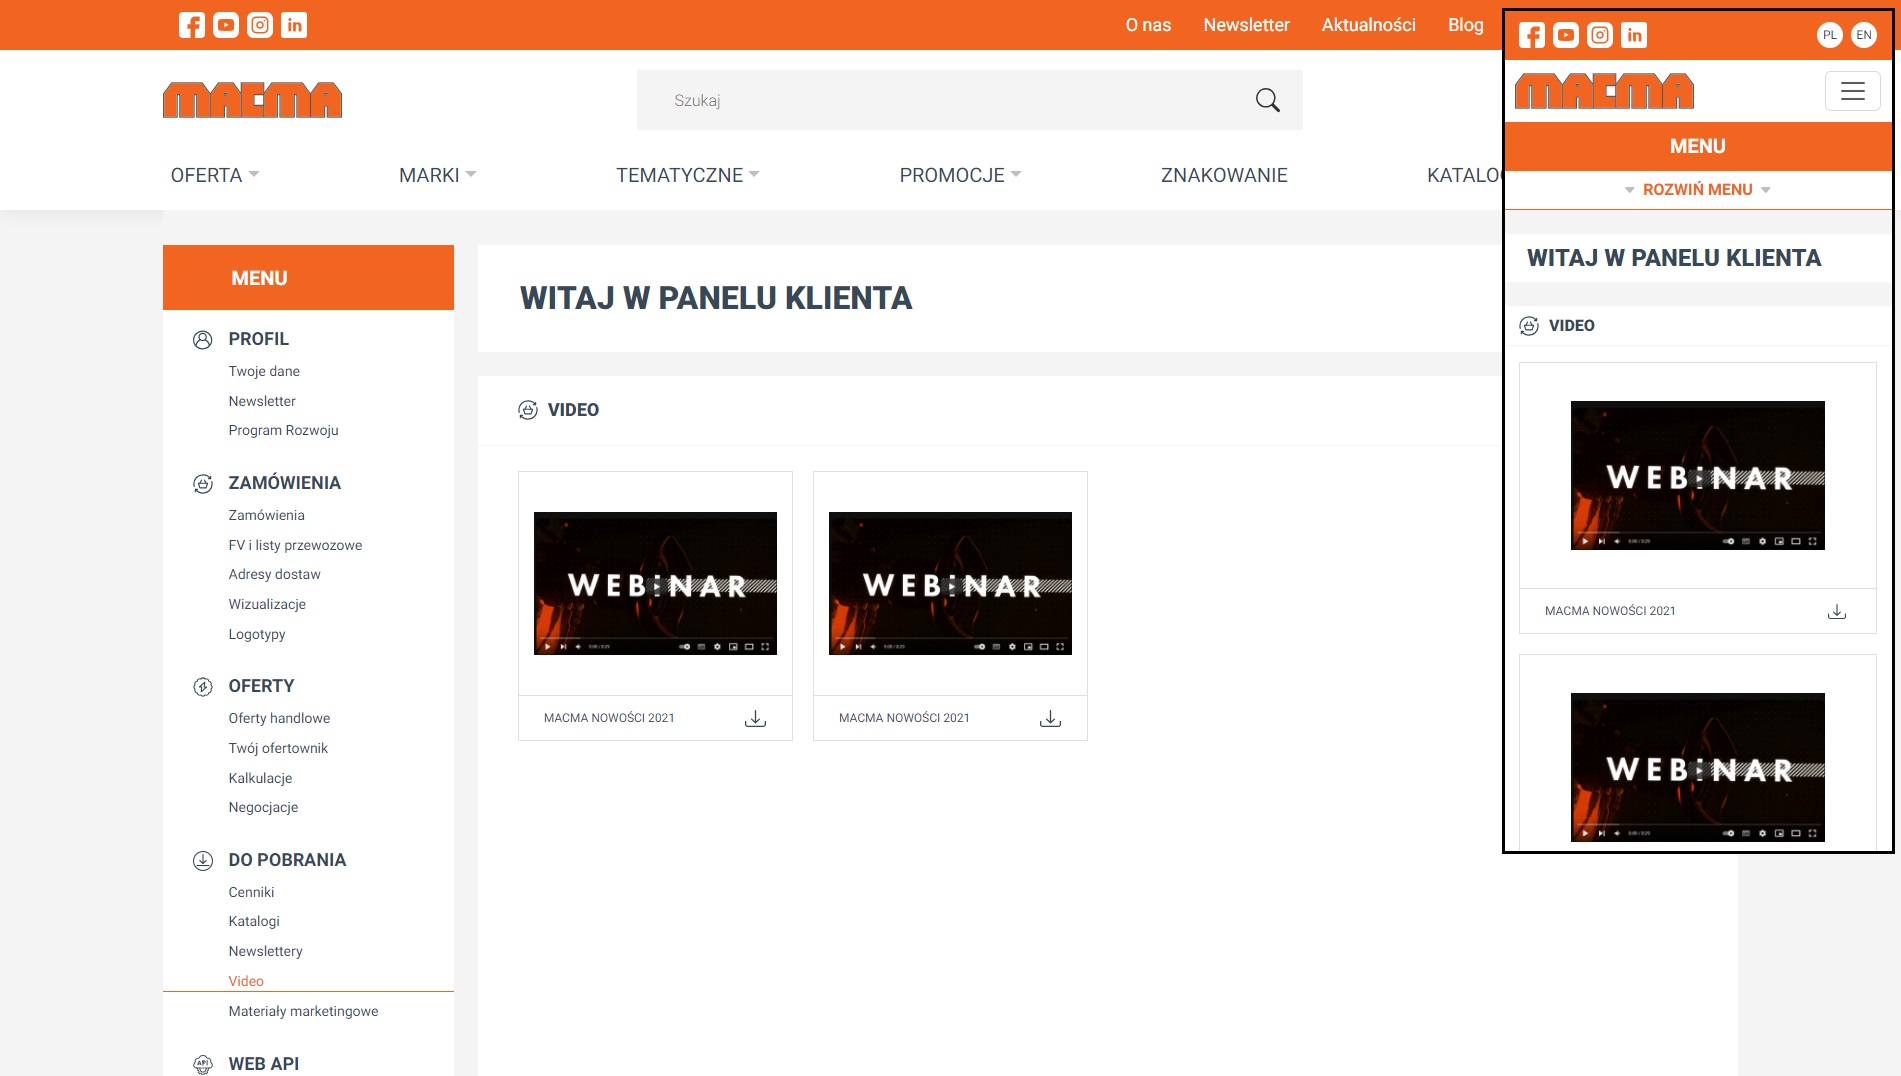 O nas Newsletter Aktualności Blog
MACMA
Szukaj
OFERTA MARKI TEMATYCZNE PROMOCJE ZNAKOWANIE
MENU
PROFIL
Twoje dane
Newsletter
Program Rozwoju
ZAMÓWIENIA
Zamówienia
FV i listy przewozowe
Adresy dostaw
Wizualizacje
Logotypy
OFERTY
Oferty handlowe
Twój ofertownik
Kalkulacje
Negocjacje
DO POBRANIA
Cenniki
Katalogi
Newslettery
Video
Materiały marketingowe
API
WEB API
WITAJ W PANELU KLIENTA
VIDEO
WEBINAR
MACMA NOWOŚCI 2021
WEBINAR
MACMA NOWOŚCI 2021
PL EN
MACMA
MENU
ROZWIŃ MENU
WITAJ W PANELU KLIENTA
VIDEO
WEBINAR
MACMA NOWOŚCI 2021
WEBINAR